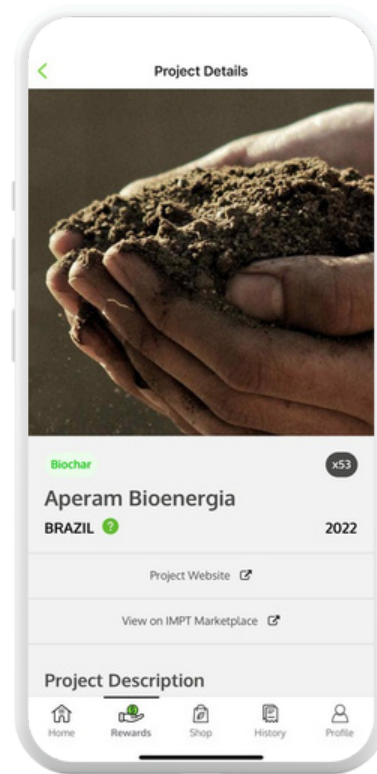 Project Details
Biochar
x53
Aperam Bioenergia
BRAZIL ?
2022
Project Website
View on IMPT Marketplace
Project Description
Home
Rewards
Shop
History
Profile